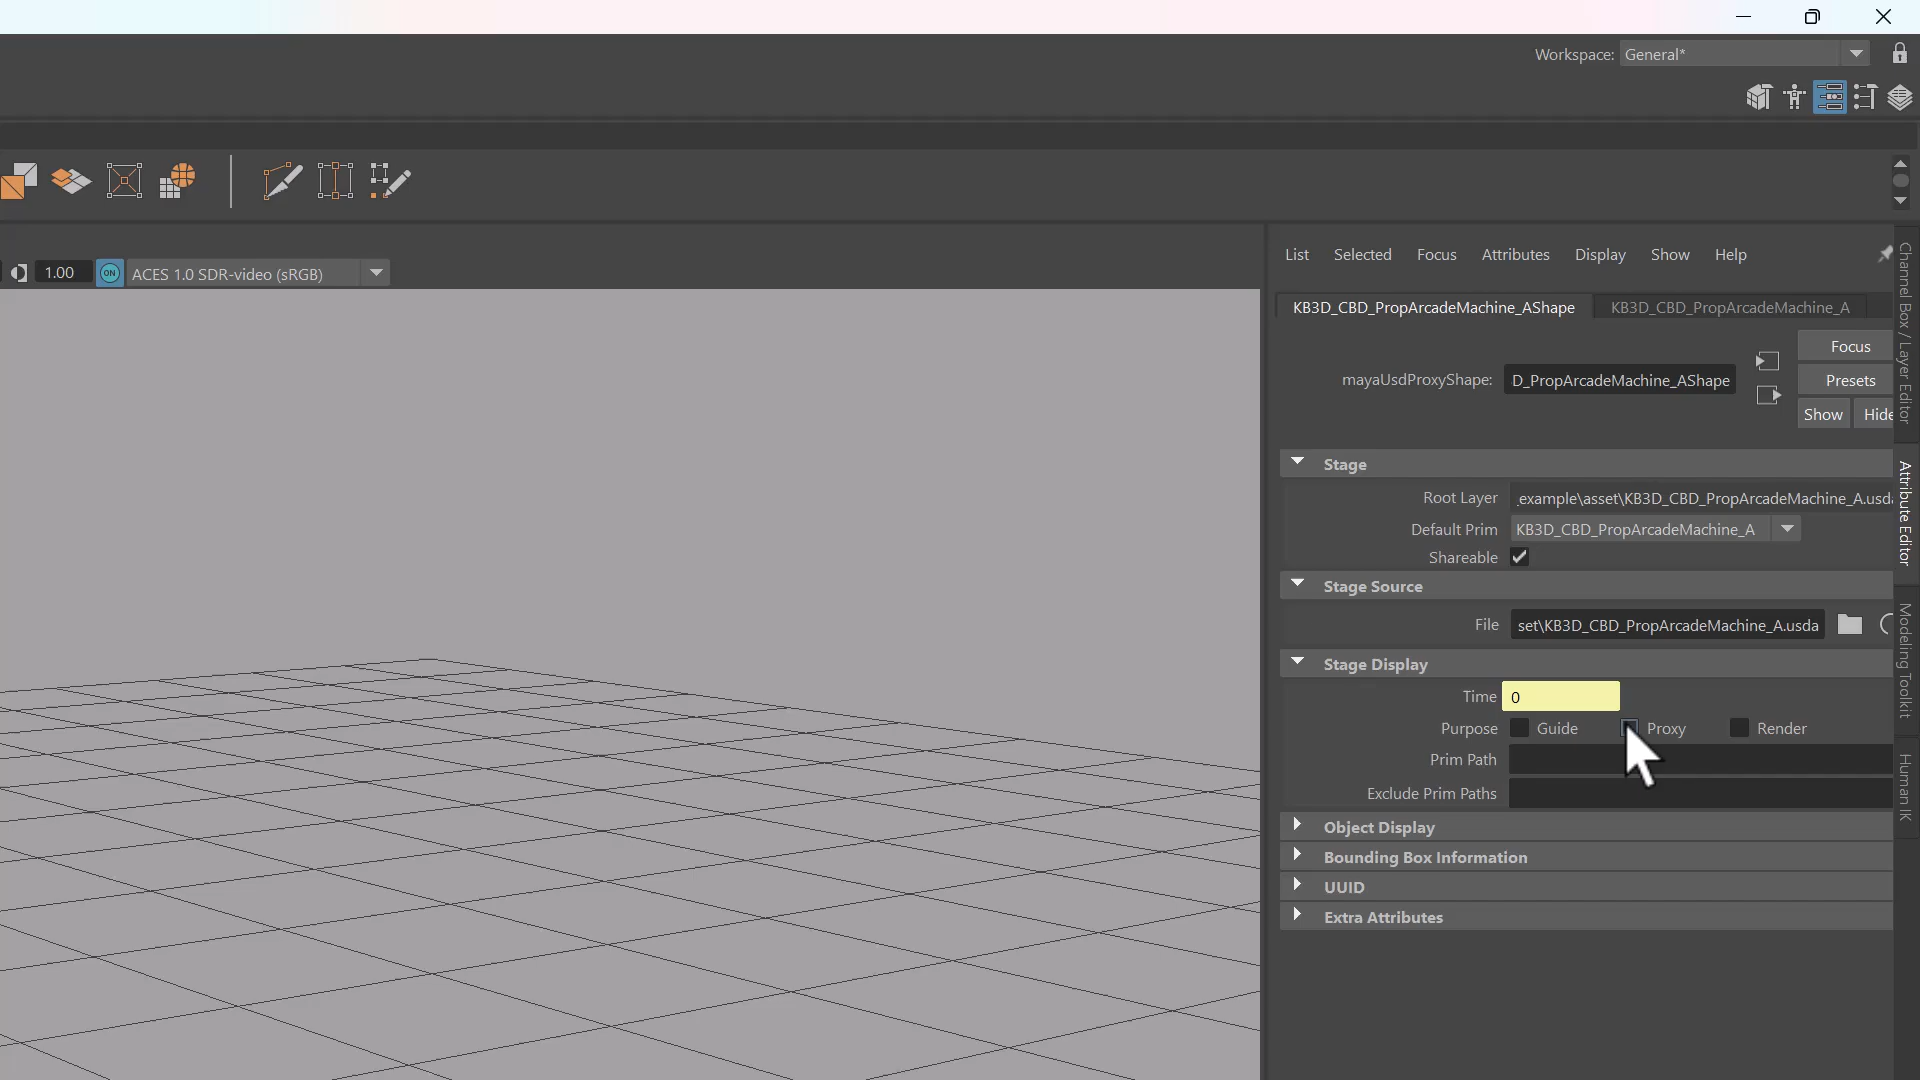 Workspace: General*
1.00 ON ACES 1.0 SDR-video (sRGB)
List Selected Focus Attributes Display Show Help
KB3D_CBD_PropArcadeMachine_AShape KB3D_CBD_PropArcadeMachine_A
Focus
mayaUsdProxyShape: D_PropArcadeMachine_AShape
Presets
Show Hide
Stage
Root Layer _example\asset\KB3D_CBD_PropArcadeMachine_A.usda
Default Prim KB3D_CBD_PropArcadeMachine_A
Shareable
Stage Source
File set\KB3D_CBD_PropArcadeMachine_A.usda
Stage Display
Time 0
Purpose Guide Proxy Render
Prim Path
Exclude Prim Paths
Object Display
Bounding Box Information
UUID
Extra Attributes
Channel Box / Layer Editor
Attribute Editor
Modeling Toolkit
Human IK